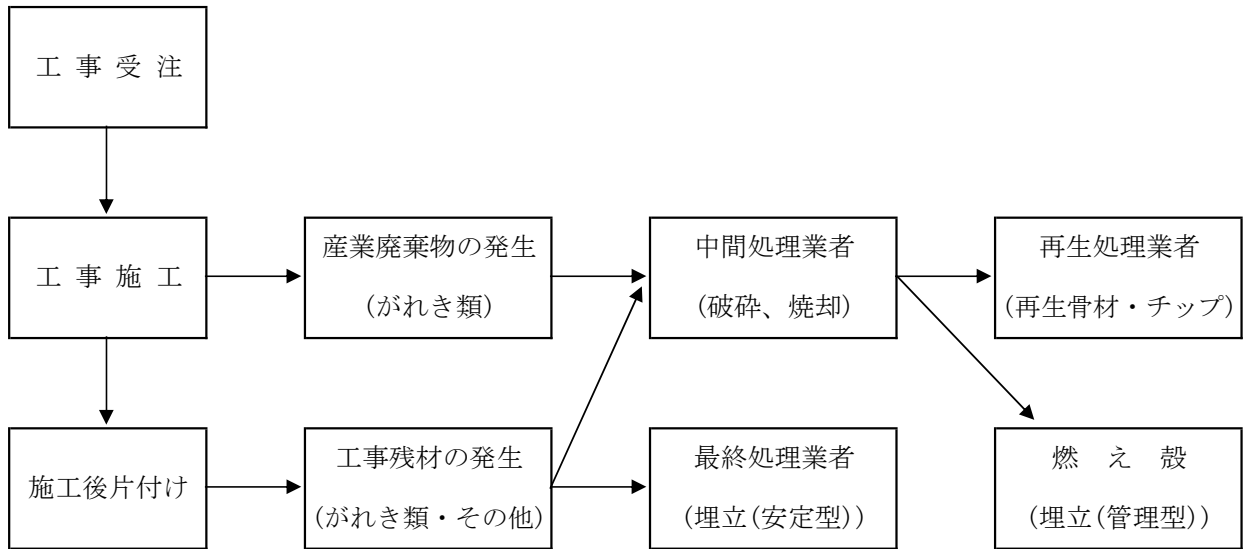 工事受注
工事施工
産業廃棄物の発生
(がれき類)
中間処理業者
(破砕、焼却)
再生処理業者
(再生骨材・チップ)
施工後片付け
工事残材の発生
(がれき類・その他)
最終処理業者
(埋立(安定型))
燃え殻
(埋立(管理型))